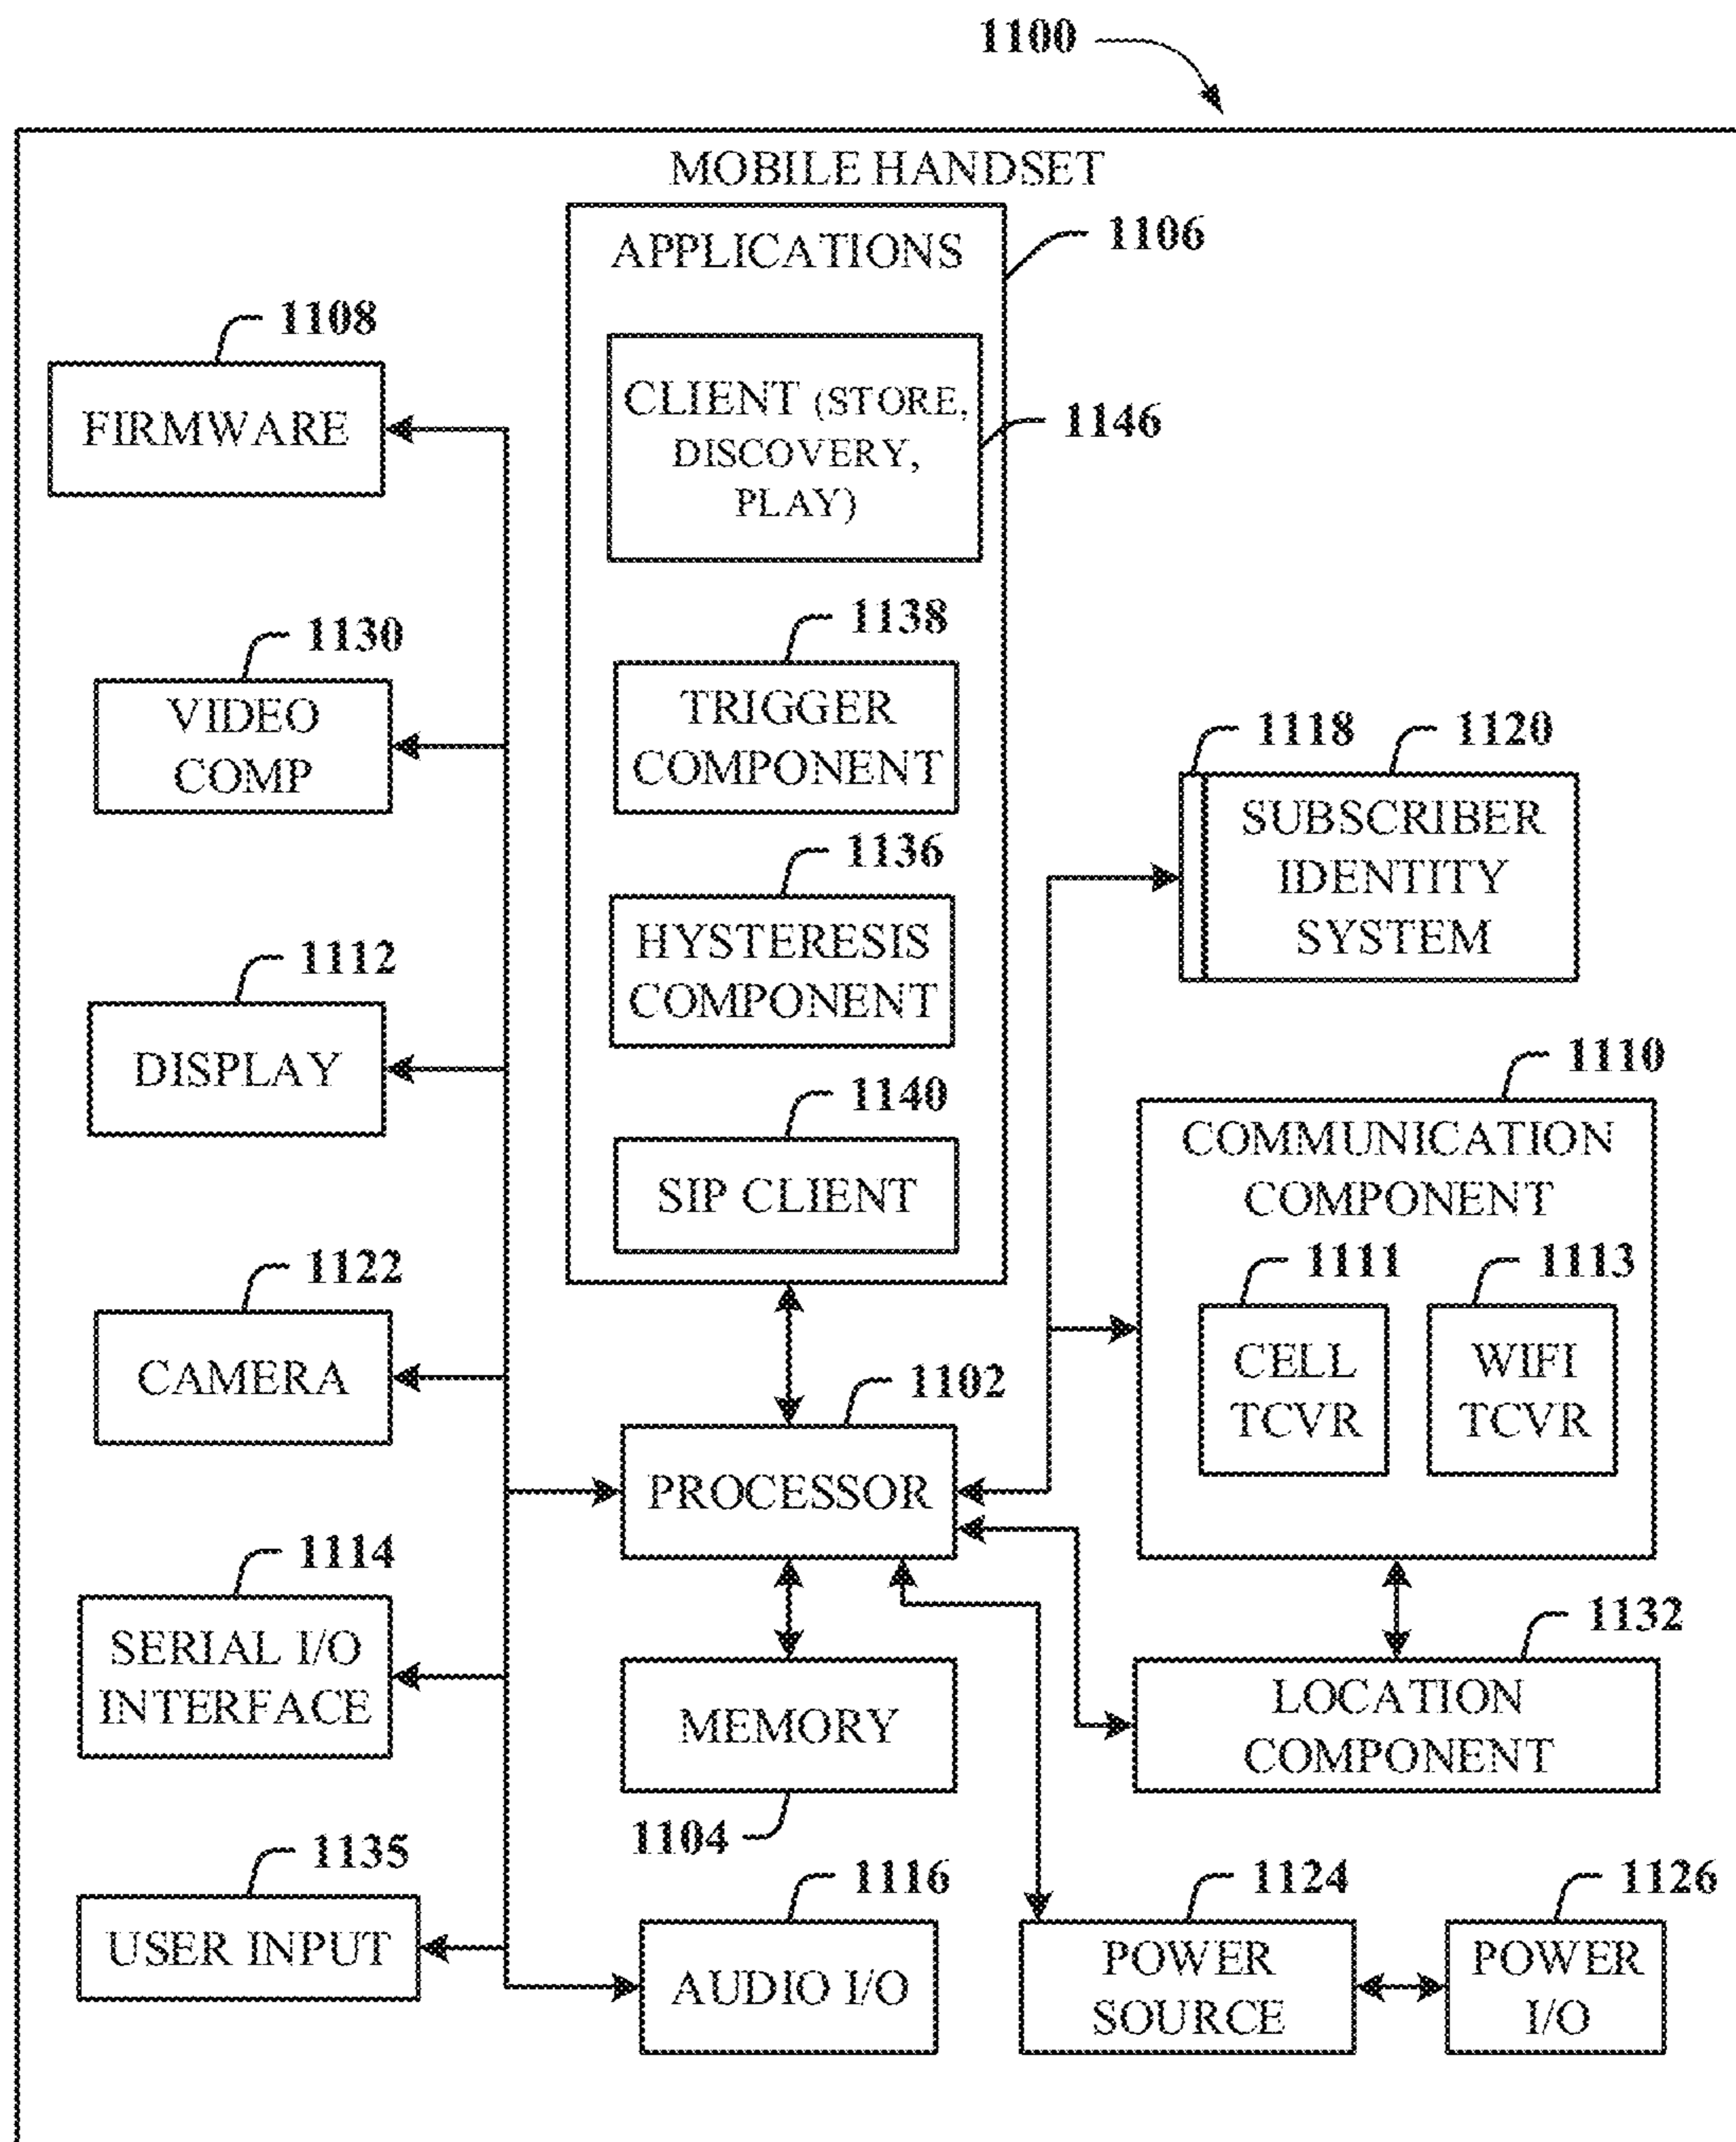 1100
MOBILE HANDSET
APPLICATIONS
1106
1108
FIRMWARE
CLIENT (STORE,
DISCOVERY,
PLAY)
1146
1130
VIDEO
COMP
1138
TRIGGER
COMPONENT
1118
1120
SUBSCRIBER
IDENTITY
SYSTEM
1136
HYSTERESIS
COMPONENT
1112
DISPLAY
1140
SIP CLIENT
1110
COMMUNICATION
COMPONENT
1111
CELL
TCVR
1113
WIFI
TCVR
1122
CAMERA
1102
PROCESSOR
1114
SERIAL I/O
INTERFACE
MEMORY
1104
1132
LOCATION
COMPONENT
1135
USER INPUT
1116
AUDIO I/O
1124
POWER
SOURCE
1126
POWER
I/O